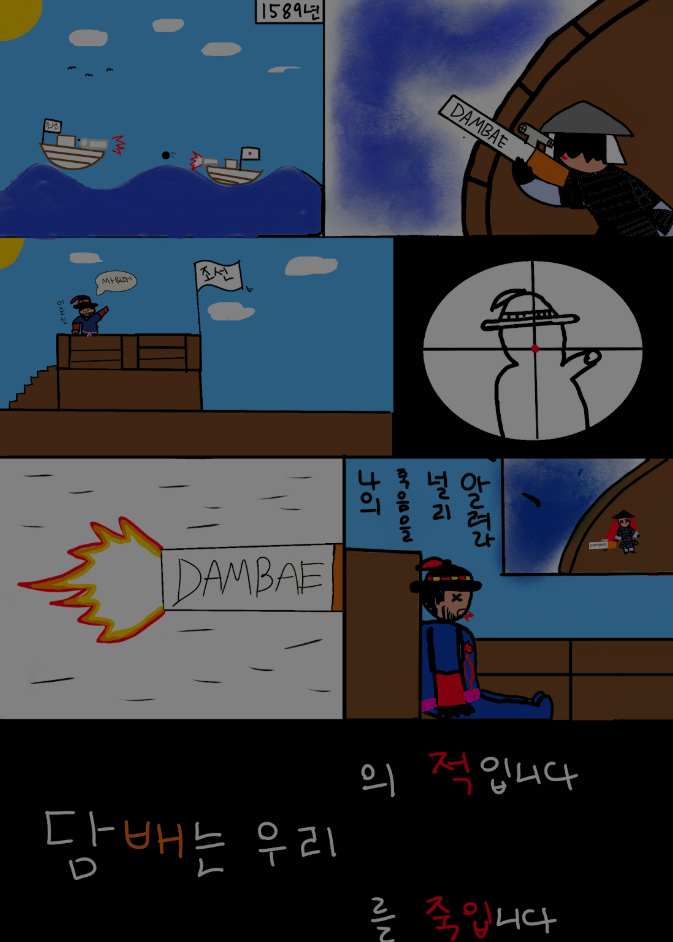 1589년
DAMBAE
조선
DAMBAE
나의
죽음을
널리
알려라
DAMBAE
담배는 우리
의 적입니다
를 죽입니다